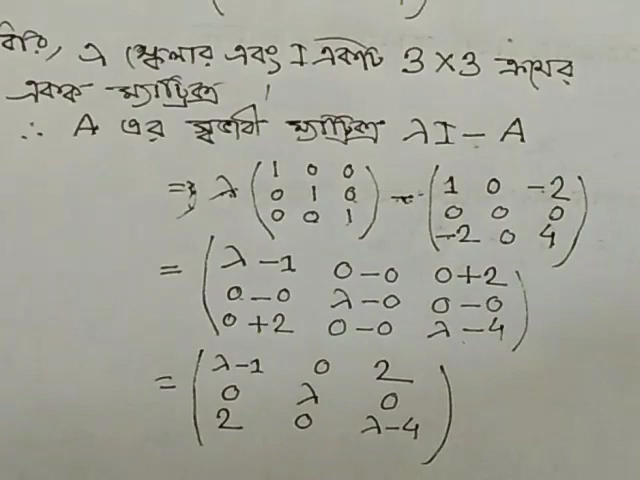 ধরি, λ স্কেলার এবং I একটি 3×3 ক্রমের
একক ম্যাট্রিক্স।
∴ A এর স্বভাবী ম্যাট্রিক্স λI − A
⇒ λ (1 0 0
0 1 0
0 0 1) − (1 0 −2
0 0 0
−2 0 4)
= (λ−1 0−0 0+2
0−0 λ−0 0−0
0+2 0−0 λ−4)
= (λ−1 0 2
0 λ 0
2 0 λ−4)